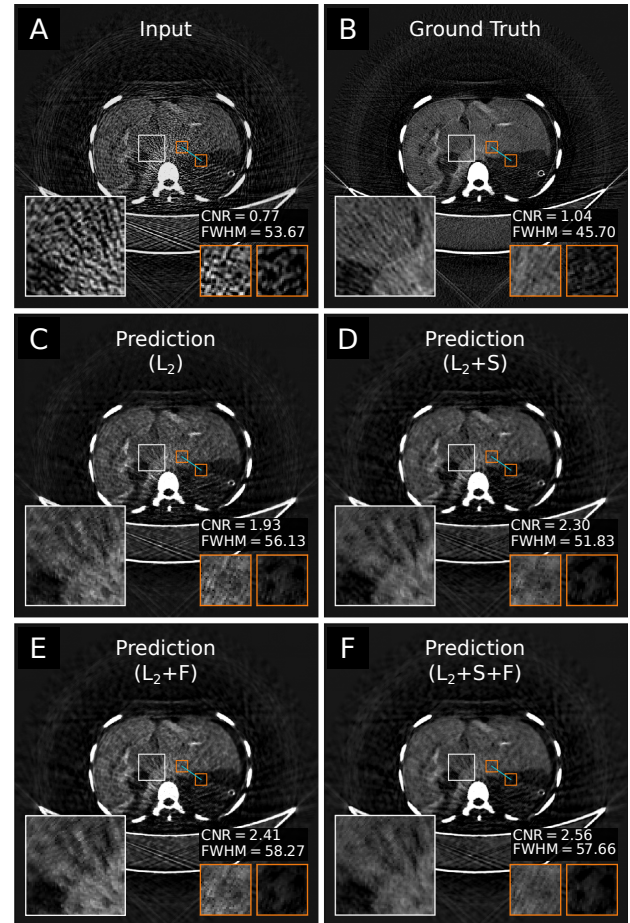 A
Input
CNR = 0.77
FWHM = 53.67
B
Ground Truth
CNR = 1.04
FWHM = 45.70
C
Prediction
(L₂)
CNR = 1.93
FWHM = 56.13
D
Prediction
(L₂+S)
CNR = 2.30
FWHM = 51.83
E
Prediction
(L₂+F)
CNR = 2.41
FWHM = 58.27
F
Prediction
(L₂+S+F)
CNR = 2.56
FWHM = 57.66